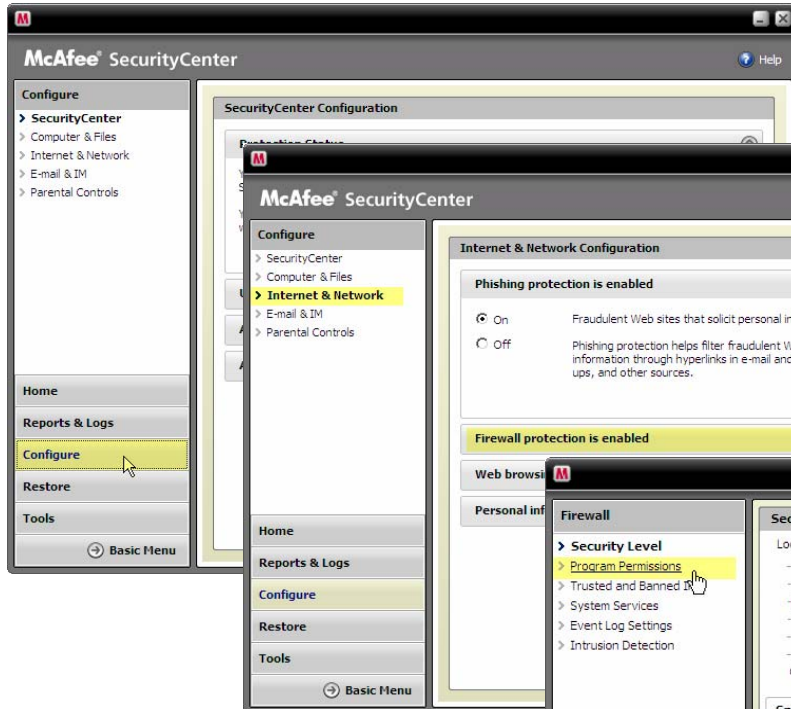 McAfee® SecurityCenter
Help
Configure
SecurityCenter
Computer & Files
Internet & Network
E-mail & IM
Parental Controls
Home
Reports & Logs
Configure
Restore
Tools
Basic Menu
SecurityCenter Configuration
Protection Status
McAfee® SecurityCenter
Configure
SecurityCenter
Computer & Files
Internet & Network
E-mail & IM
Parental Controls
Home
Reports & Logs
Configure
Restore
Tools
Basic Menu
Internet & Network Configuration
Phishing protection is enabled
On
Fraudulent Web sites that solicit personal
Off
Phishing protection helps filter fraudulent
information through hyperlinks in e-mail and
ups, and other sources.
Firewall protection is enabled
Web
Personal
Firewall
Security Level
Program Permissions
Trusted and Banned
System Services
Event Log Settings
Intrusion Detection